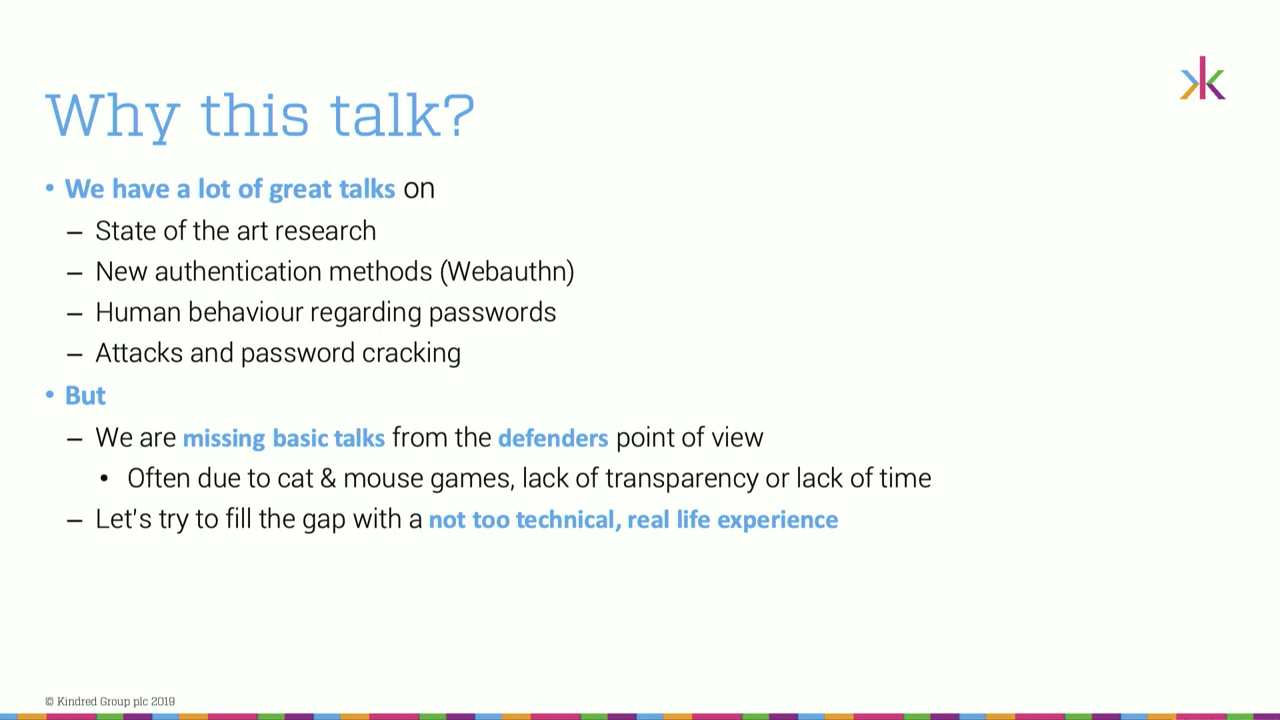 Why this talk?
• We have a lot of great talks on
– State of the art research
– New authentication methods (Webauthn)
– Human behaviour regarding passwords
– Attacks and password cracking
• But
– We are missing basic talks from the defenders point of view
• Often due to cat & mouse games, lack of transparency or lack of time
– Let's try to fill the gap with a not too technical, real life experience
© Kindred Group plc 2019